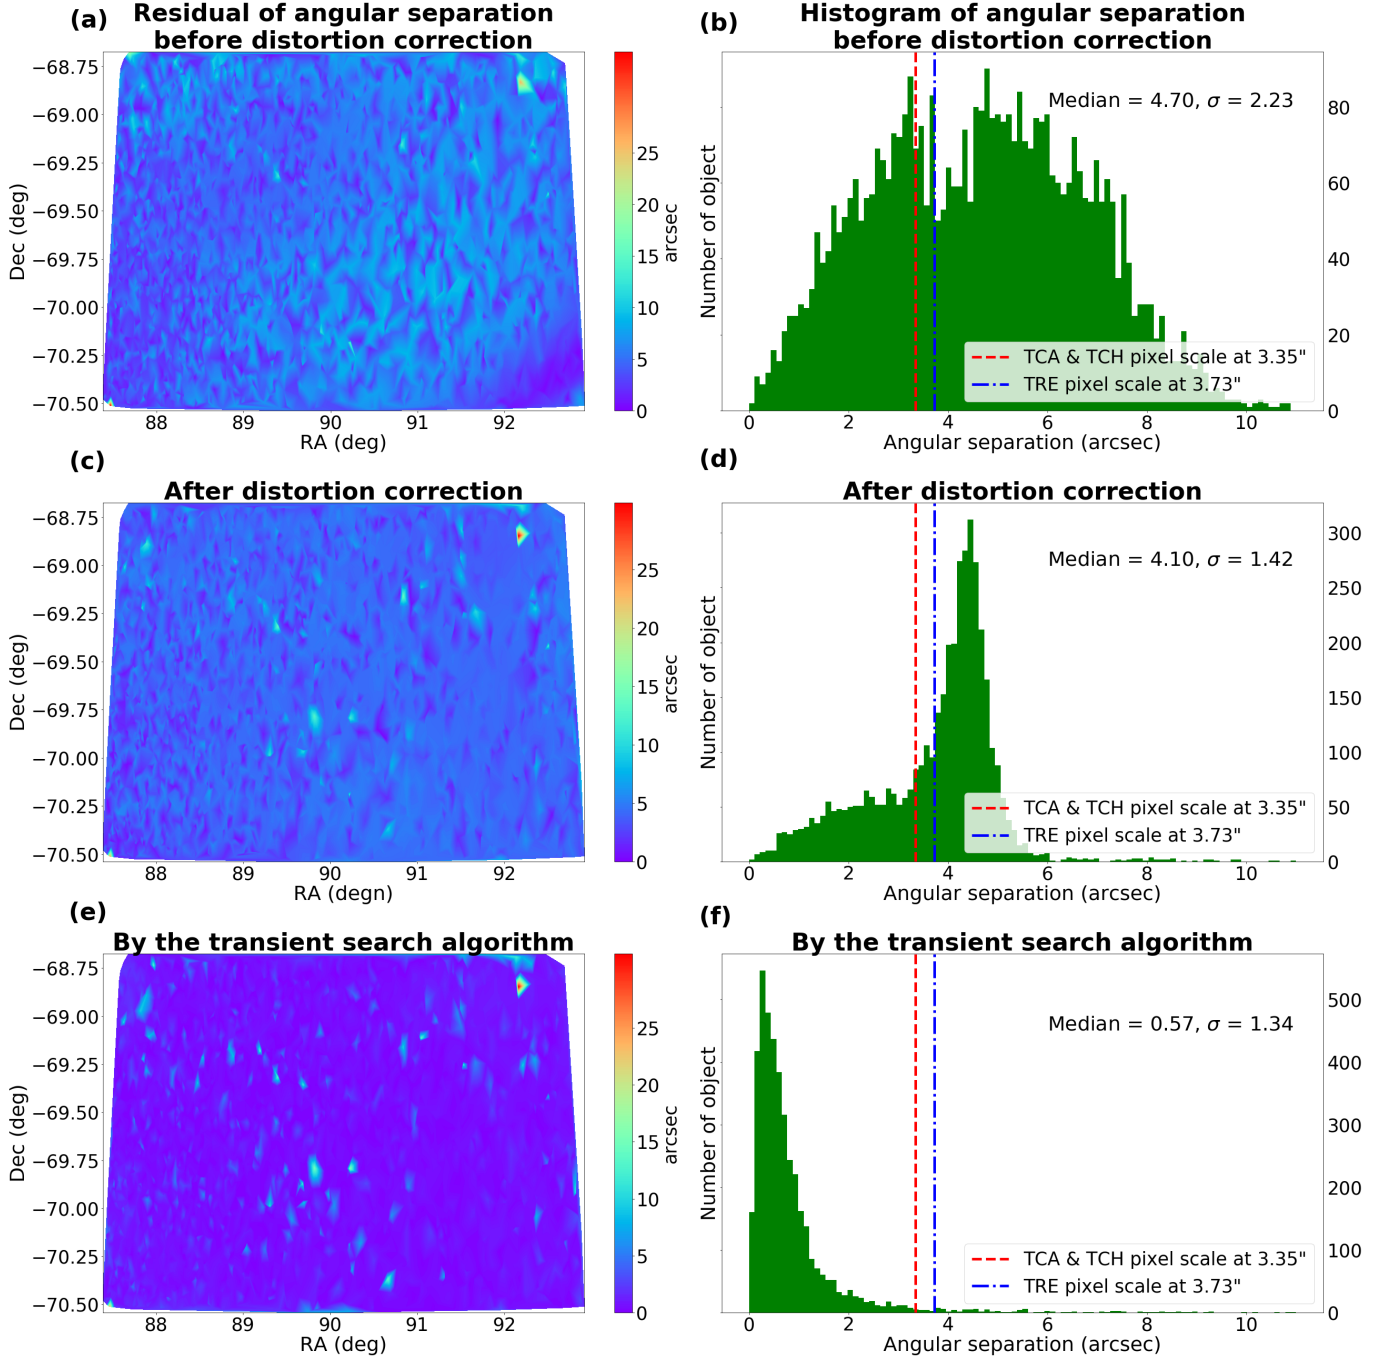 (a)
Residual of angular separation
before distortion correction
−68.75
−69.00
−69.25
−69.50
−69.75
−70.00
−70.25
−70.50
Dec (deg)
88
89
90
91
92
RA (deg)
25
20
15
10
5
0
arcsec
(b)
Histogram of angular separation
before distortion correction
Median = 4.70, σ = 2.23
Number of object
80
60
40
20
0
TCA & TCH pixel scale at 3.35"
TRE pixel scale at 3.73"
0
2
4
6
8
10
Angular separation (arcsec)
(c)
After distortion correction
−68.75
−69.00
−69.25
−69.50
−69.75
−70.00
−70.25
−70.50
Dec (deg)
88
89
90
91
92
RA (degn)
25
20
15
10
5
0
arcsec
(d)
After distortion correction
Median = 4.10, σ = 1.42
Number of object
300
250
200
150
100
50
0
TCA & TCH pixel scale at 3.35"
TRE pixel scale at 3.73"
0
2
4
6
8
10
Angular separation (arcsec)
(e)
By the transient search algorithm
−68.75
−69.00
−69.25
−69.50
−69.75
−70.00
−70.25
−70.50
Dec (deg)
88
89
90
91
92
RA (deg)
25
20
15
10
5
0
arcsec
(f)
By the transient search algorithm
Median = 0.57, σ = 1.34
Number of object
500
400
300
200
100
0
TCA & TCH pixel scale at 3.35"
TRE pixel scale at 3.73"
0
2
4
6
8
10
Angular separation (arcsec)